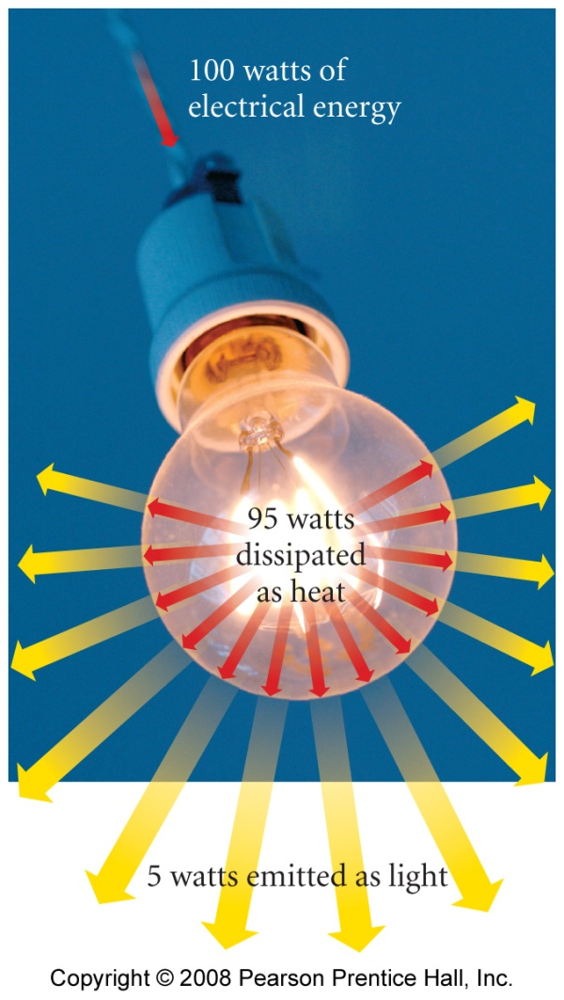 100 watts of
electrical energy
95 watts
dissipated
as heat
5 watts emitted as light
Copyright © 2008 Pearson Prentice Hall, Inc.